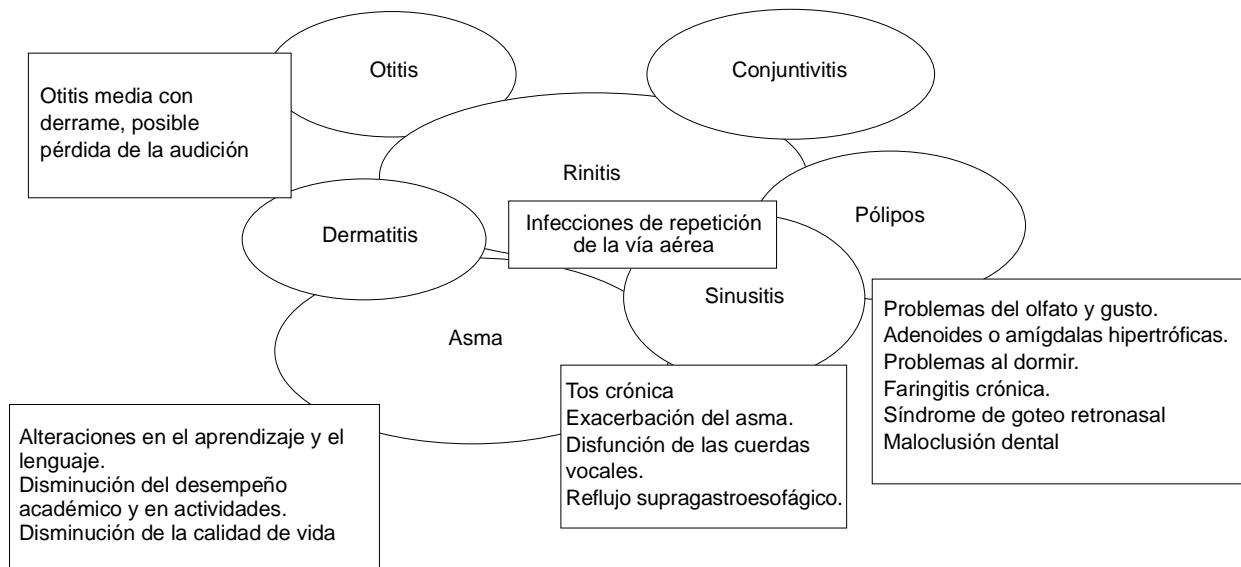 Otitis
Conjuntivitis
Otitis media con
derrame, posible
pérdida de la audición
Rinitis
Pólipos
Dermatitis
Infecciones de repetición
de la vía aérea
Sinusitis
Asma
Problemas del olfato y gusto.
Adenoides o amígdalas hipertróficas.
Problemas al dormir.
Faringitis crónica.
Síndrome de goteo retronasal
Maloclusión dental
Tos crónica
Exacerbación del asma.
Disfunción de las cuerdas
vocales.
Reflujo supragastroesofágico.
Alteraciones en el aprendizaje y el
lenguaje.
Disminución del desempeño
académico y en actividades.
Disminución de la calidad de vida